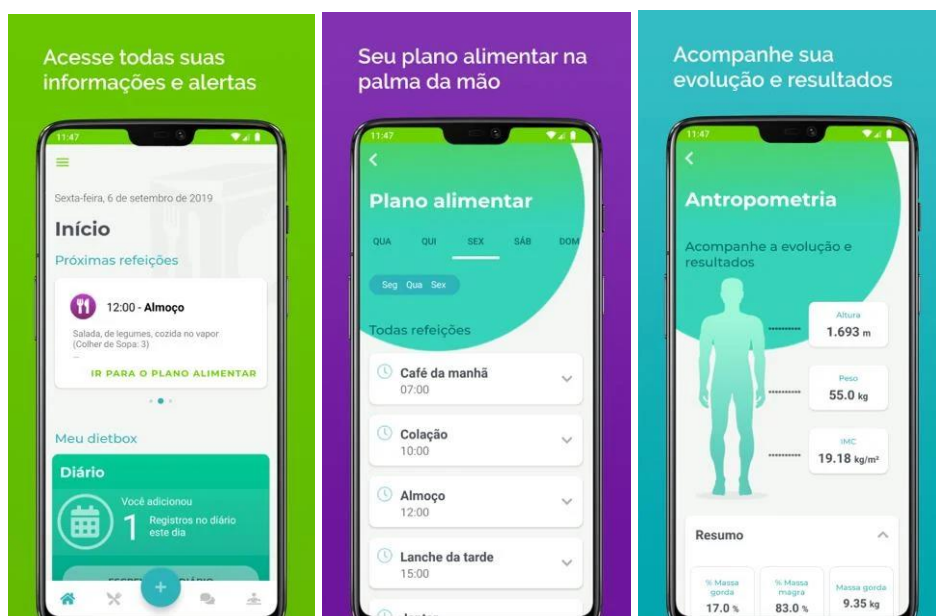 Acesse todas suas
informações e alertas
11:47
Sexta-feira, 6 de setembro de 2019
Início
Próximas refeições
12:00 - Almoço
Salada, de legumes, cozida no vapor
(Colher de Sopa: 3)
...
IR PARA O PLANO ALIMENTAR
Meu dietbox
Diário
Você adicionou
1 Registros no diário
este dia
Seu plano alimentar na
palma da mão
11:47
Plano alimentar
QUA QUI SEX SÁB DOM
Seg Qua Sex
Todas refeições
Café da manhã
07:00
Colação
10:00
Almoço
12:00
Lanche da tarde
15:00
Acompanhe sua
evolução e resultados
11:47
Antropometria
Acompanhe a evolução e
resultados
Altura
1.693 m
Peso
55.0 kg
IMC
19.18 kg/m²
Resumo
% Massa
gorda
17.0 %
% Massa
magra
83.0 %
Massa gorda
9.35 kg